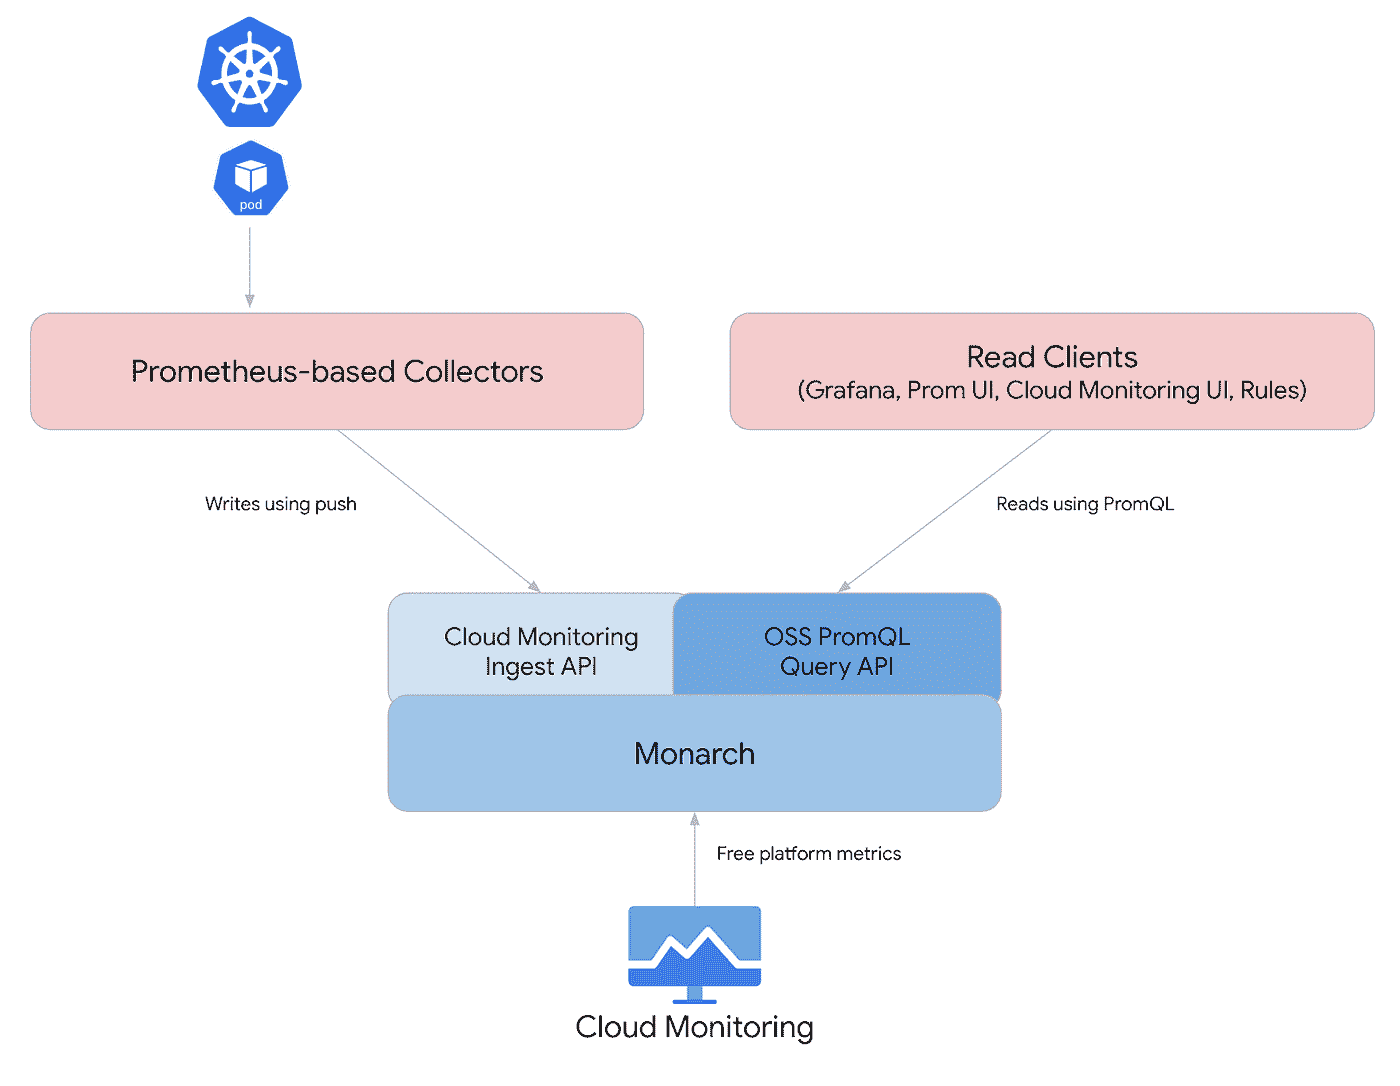 pod
Prometheus-based Collectors
Read Clients
(Grafana, Prom UI, Cloud Monitoring UI, Rules)
Writes using push
Reads using PromQL
Cloud Monitoring
Ingest API
OSS PromQL
Query API
Monarch
Free platform metrics
Cloud Monitoring